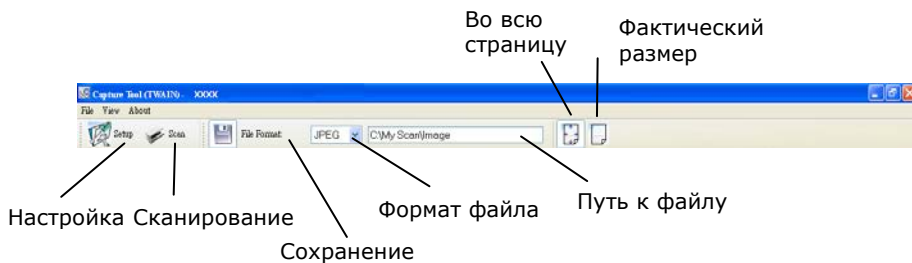 Во всю
страницу
Фактический
размер
Capture Tool (TWAIN) - XXXX
File View About
Setup Scan File Format: JPEG C:\My Scan\Image
Настройка Сканирование Формат файла Путь к файлу
Сохранение